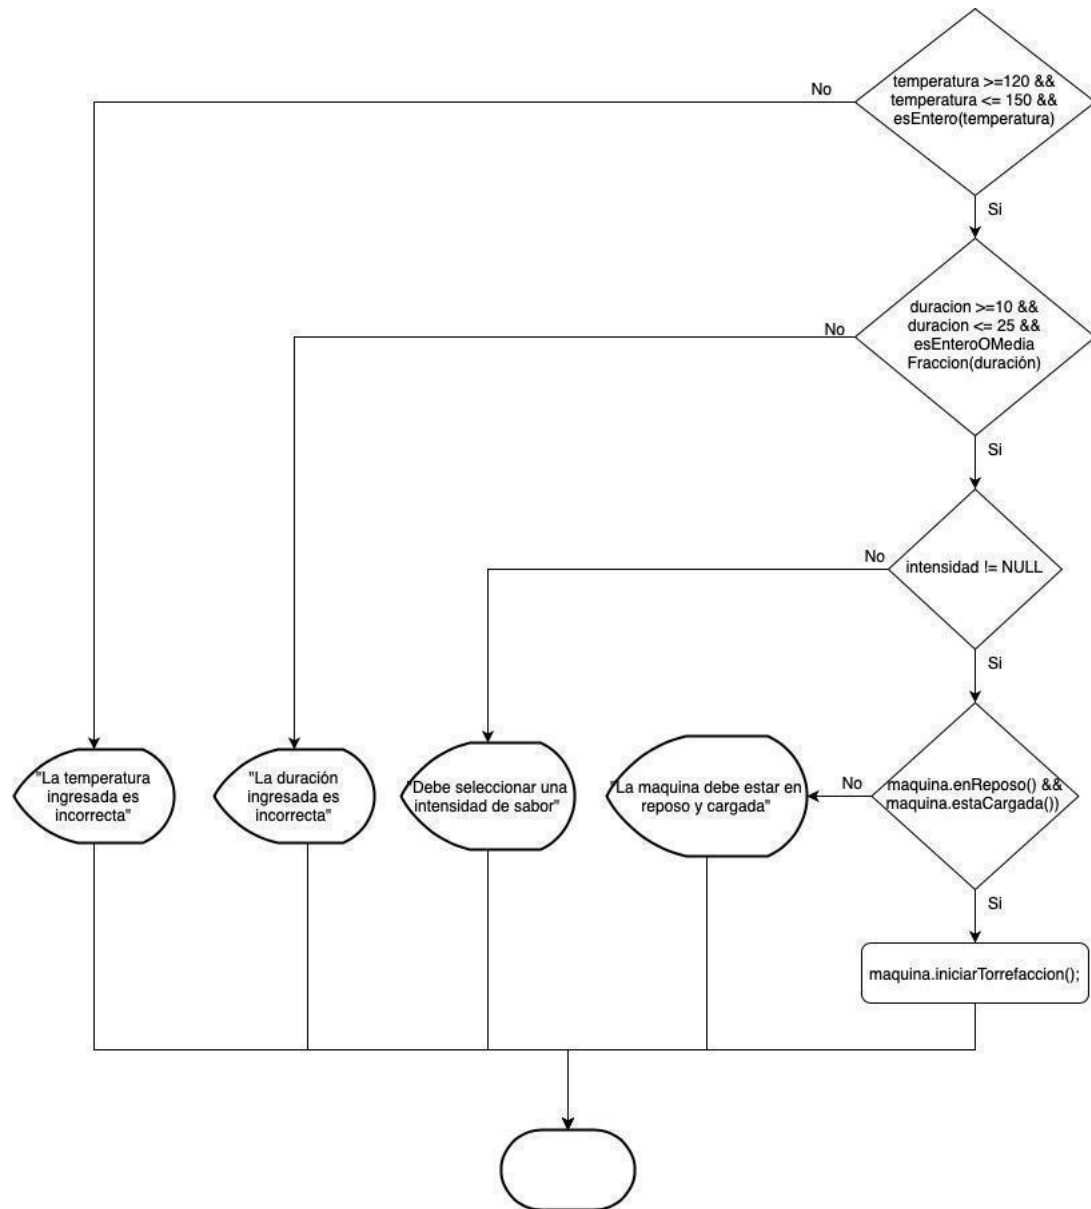 temperatura >=120 &&
temperatura <= 150 &&
esEntero(temperatura)
No
Si
duracion >=10 &&
duracion <= 25 &&
esEnteroOMedia
Fraccion(duración)
No
Si
intensidad != NULL
No
Si
maquina.enReposo() &&
maquina.estaCargada())
No
Si
"La temperatura
ingresada es
incorrecta"
"La duración
ingresada es
incorrecta"
"Debe seleccionar una
intensidad de sabor"
"La maquina debe estar en
reposo y cargada"
maquina.iniciarTorrefaccion();